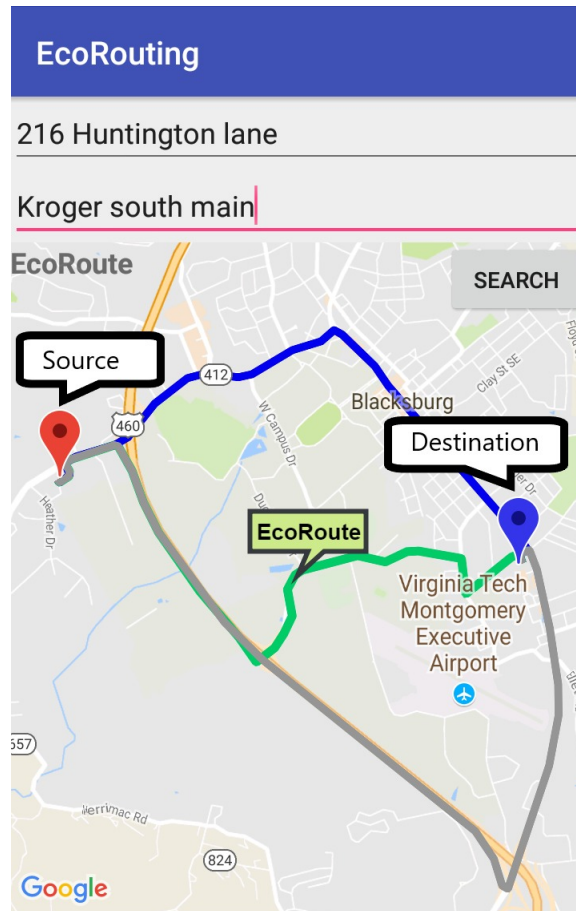 EcoRouting
216 Huntington lane
Kroger south main
EcoRoute
SEARCH
Source
412
Clay St SE
Blacksburg
460
W Campus Dr
Destination
Heather Dr
EcoRoute
Virginia Tech
Montgomery
Executive
Airport
657
Merrimac Rd
824
Google